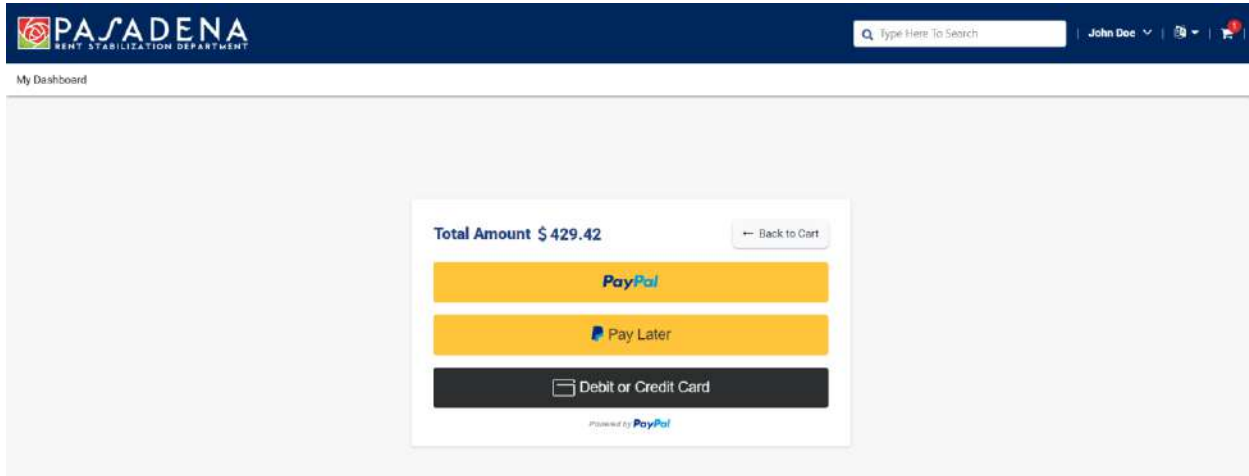 PASADENA
RENT STABILIZATION DEPARTMENT
Type Here To Search
John Doe
1
My Dashboard
Total Amount $ 429.42
← Back to Cart
PayPal
Pay Later
Debit or Credit Card
Powered by PayPal